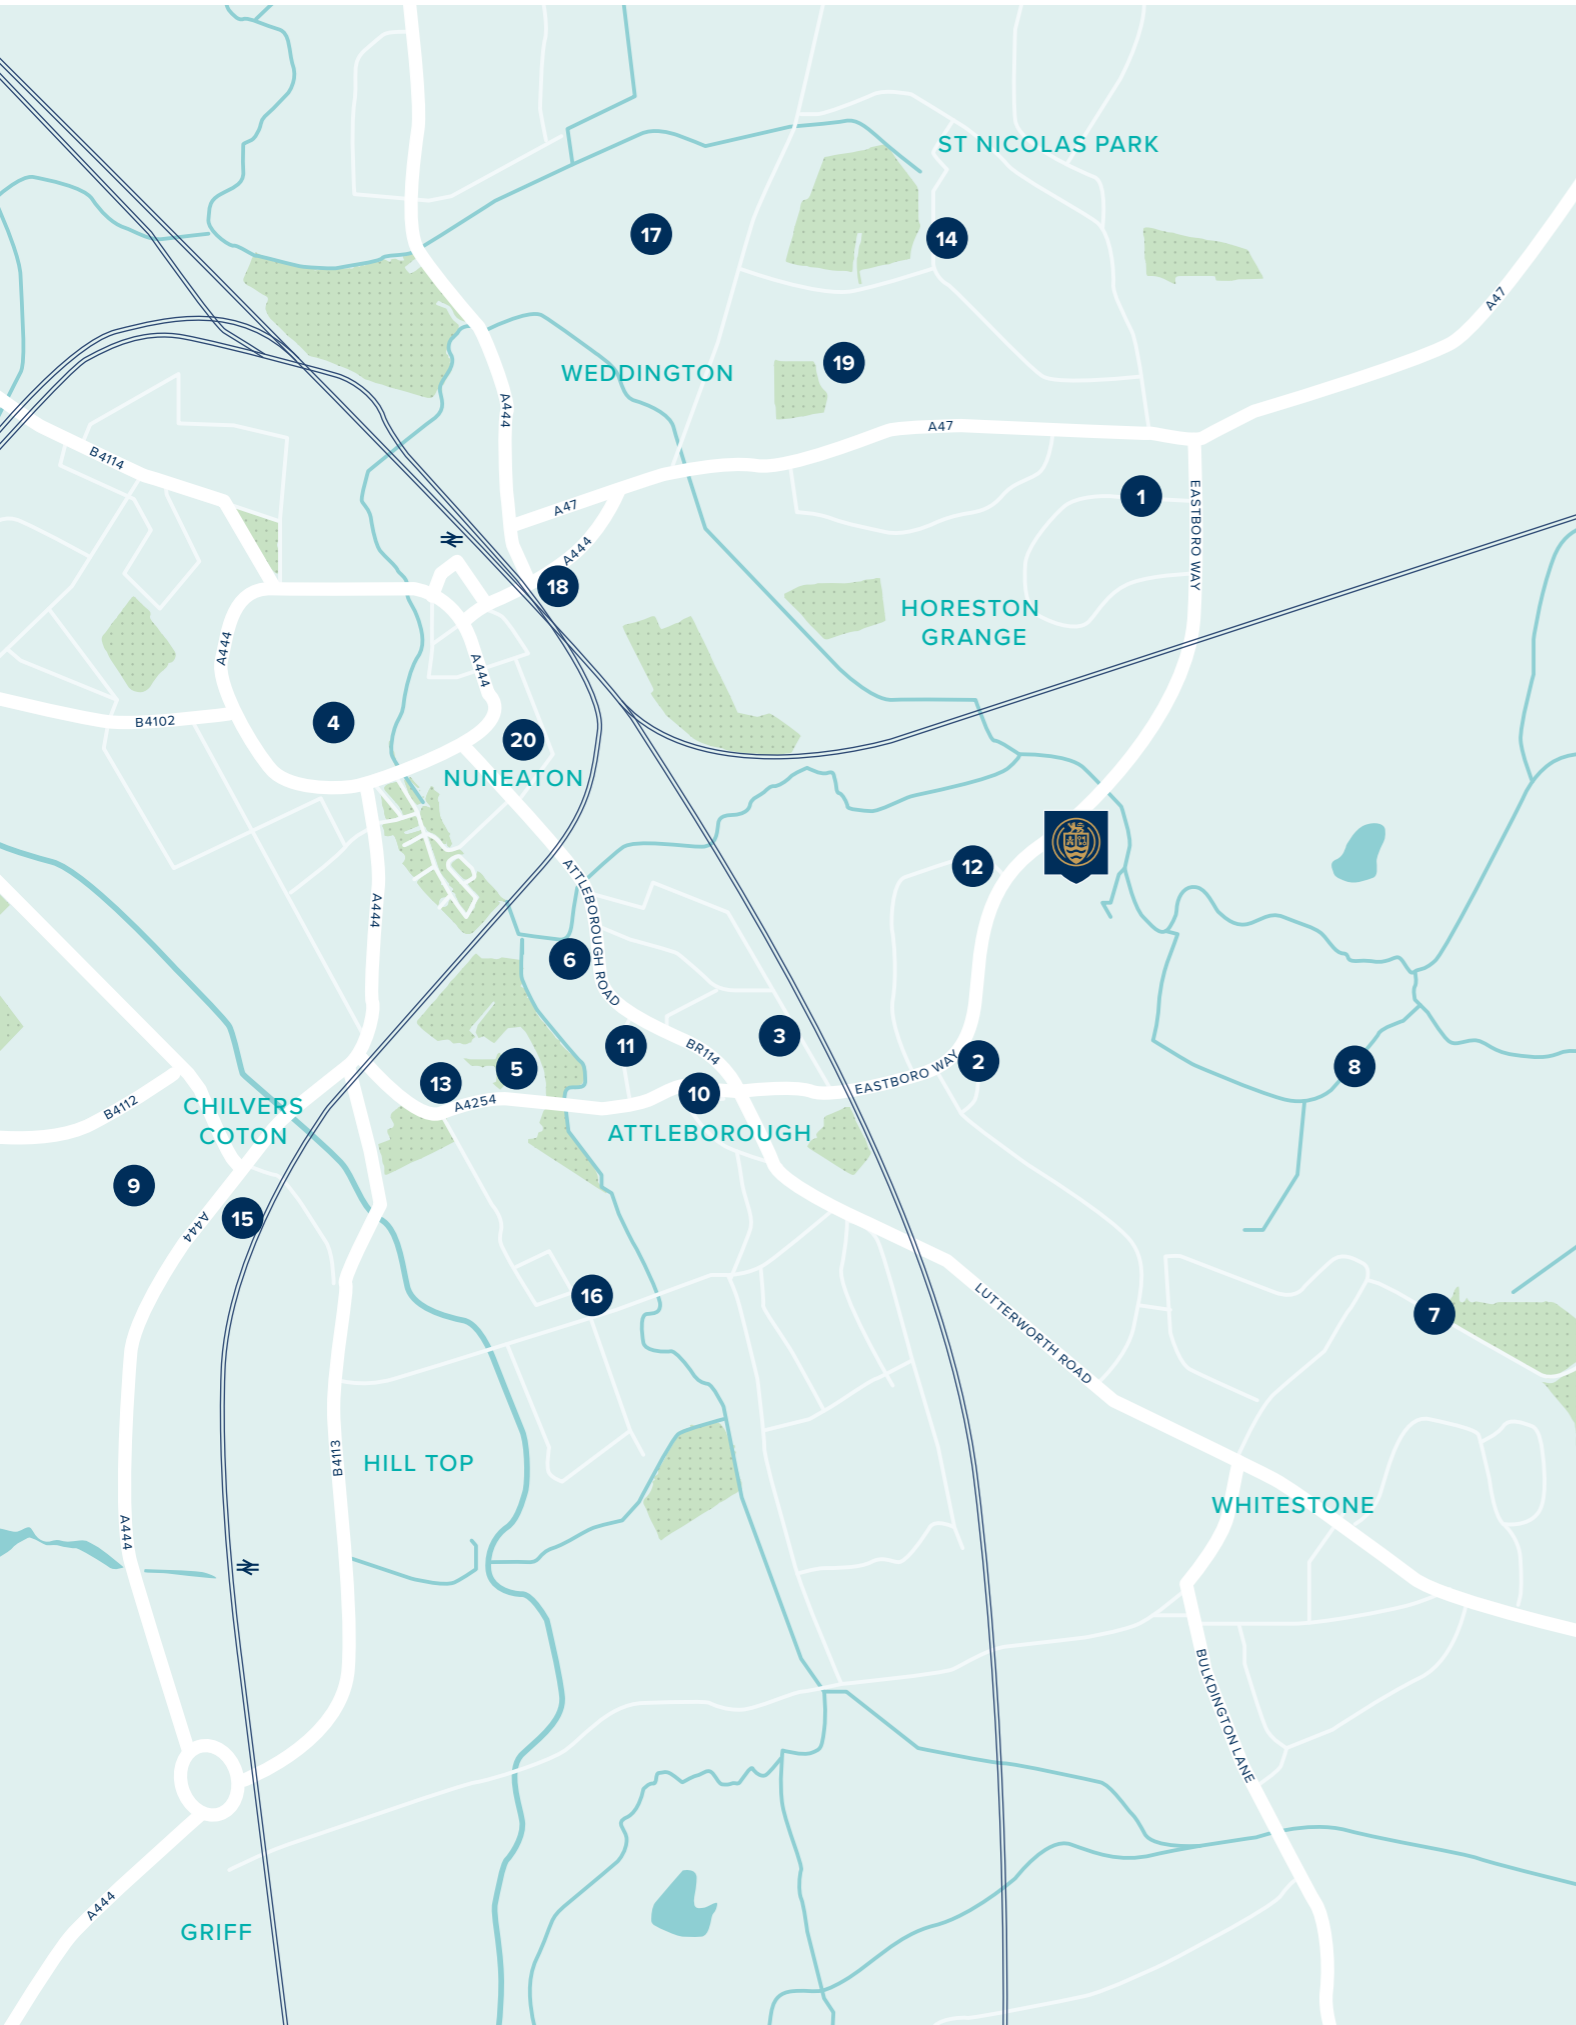 ST NICOLAS PARK
17
14
A47
19
WEDDINGTON
A444
A47
B4114
1
A47
EASTBORO WAY
A444
18
HORESTON
GRANGE
A444
A444
B4102
4
20
NUNEATON
12
ATTLEBOROUGH ROAD
A444
6
3
11
BR114
2
8
5
13
EASTBORO WAY
10
A4254
B4112
CHILVERS
COTON
ATTLEBOROUGH
9
15
A444
16
7
LUTTERWORTH ROAD
B4113
HILL TOP
WHITESTONE
A444
BULKDINGTON LANE
A444
GRIFF